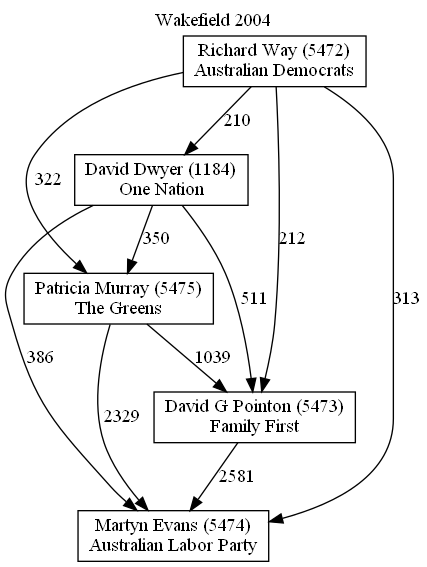 Wakefield 2004
Richard Way (5472)
Australian Democrats
210
David Dwyer (1184)
One Nation
322
350
212
Patricia Murray (5475)
The Greens
511
313
386
1039
2329
David G Pointon (5473)
Family First
2581
Martyn Evans (5474)
Australian Labor Party